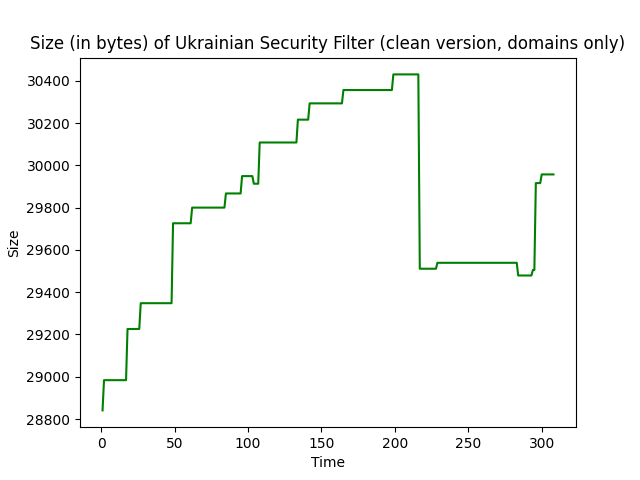 Size (in bytes) of Ukrainian Security Filter (clean version, domains only)
30400
30200
30000
29800
29600
29400
29200
29000
28800
Size
0 50 100 150 200 250 300
Time